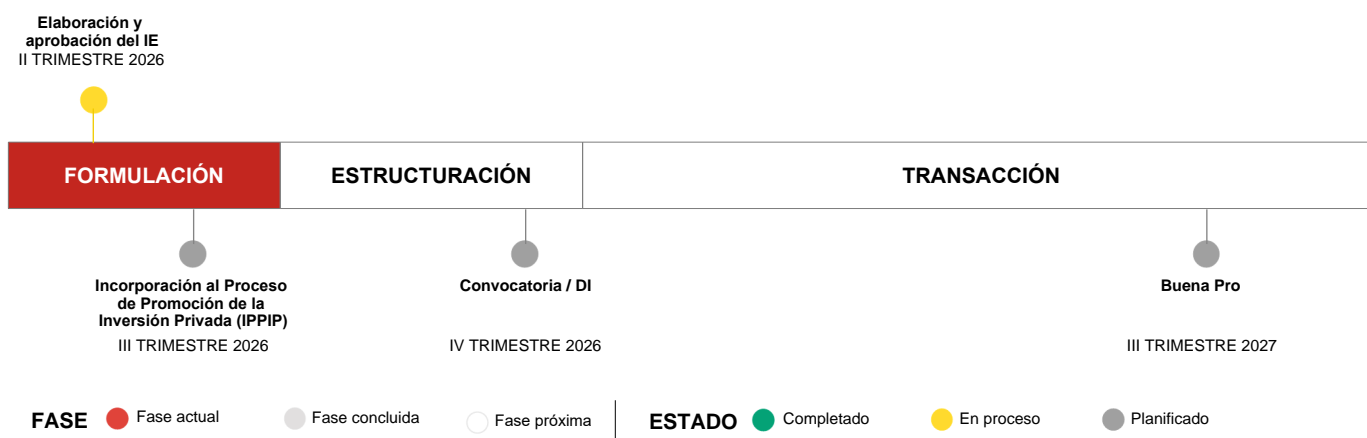 Elaboración y
aprobación del IE
II TRIMESTRE 2026
FORMULACIÓN
ESTRUCTURACIÓN
TRANSACCIÓN
Incorporación al Proceso
de Promoción de la
Inversión Privada (IPPIP)
III TRIMESTRE 2026
Convocatoria / DI
IV TRIMESTRE 2026
Buena Pro
III TRIMESTRE 2027
FASE
Fase actual
Fase concluida
Fase próxima
ESTADO
Completado
En proceso
Planificado